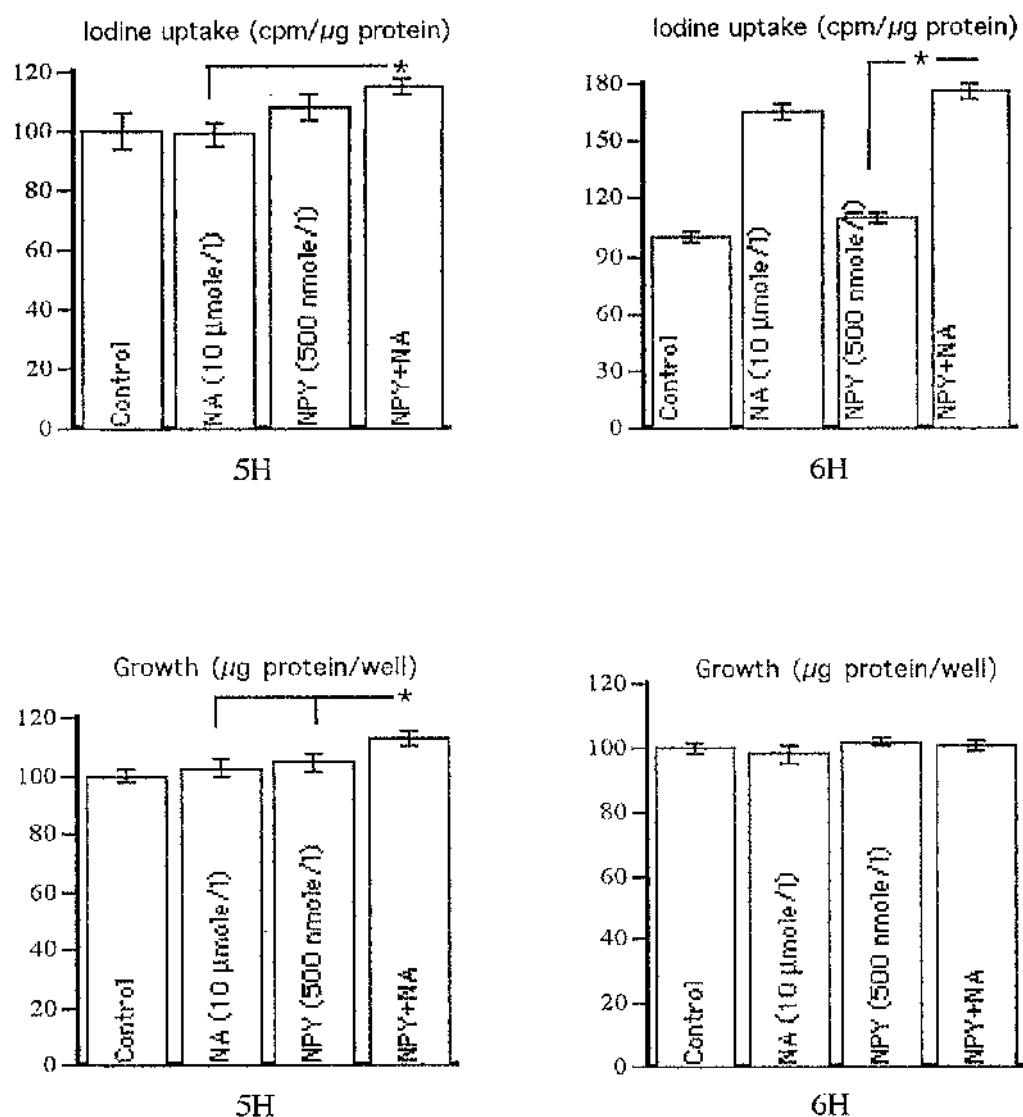 Iodine uptake (cpm/µg protein)
*
120
100
80
60
40
20
0
Control
NA (10 µmole/l)
NPY (500 nmole/l)
NPY+NA
5H
Iodine uptake (cpm/µg protein)
*
180
150
120
90
60
30
0
Control
NA (10 µmole/l)
NPY (500 nmole/l)
NPY+NA
6H
Growth (µg protein/well)
*
120
100
80
60
40
20
0
Control
NA (10 µmole/l)
NPY (500 nmole/l)
NPY+NA
5H
Growth (µg protein/well)
120
100
80
60
40
20
0
Control
NA (10 µmole/l)
NPY (500 nmole/l)
NPY+NA
6H